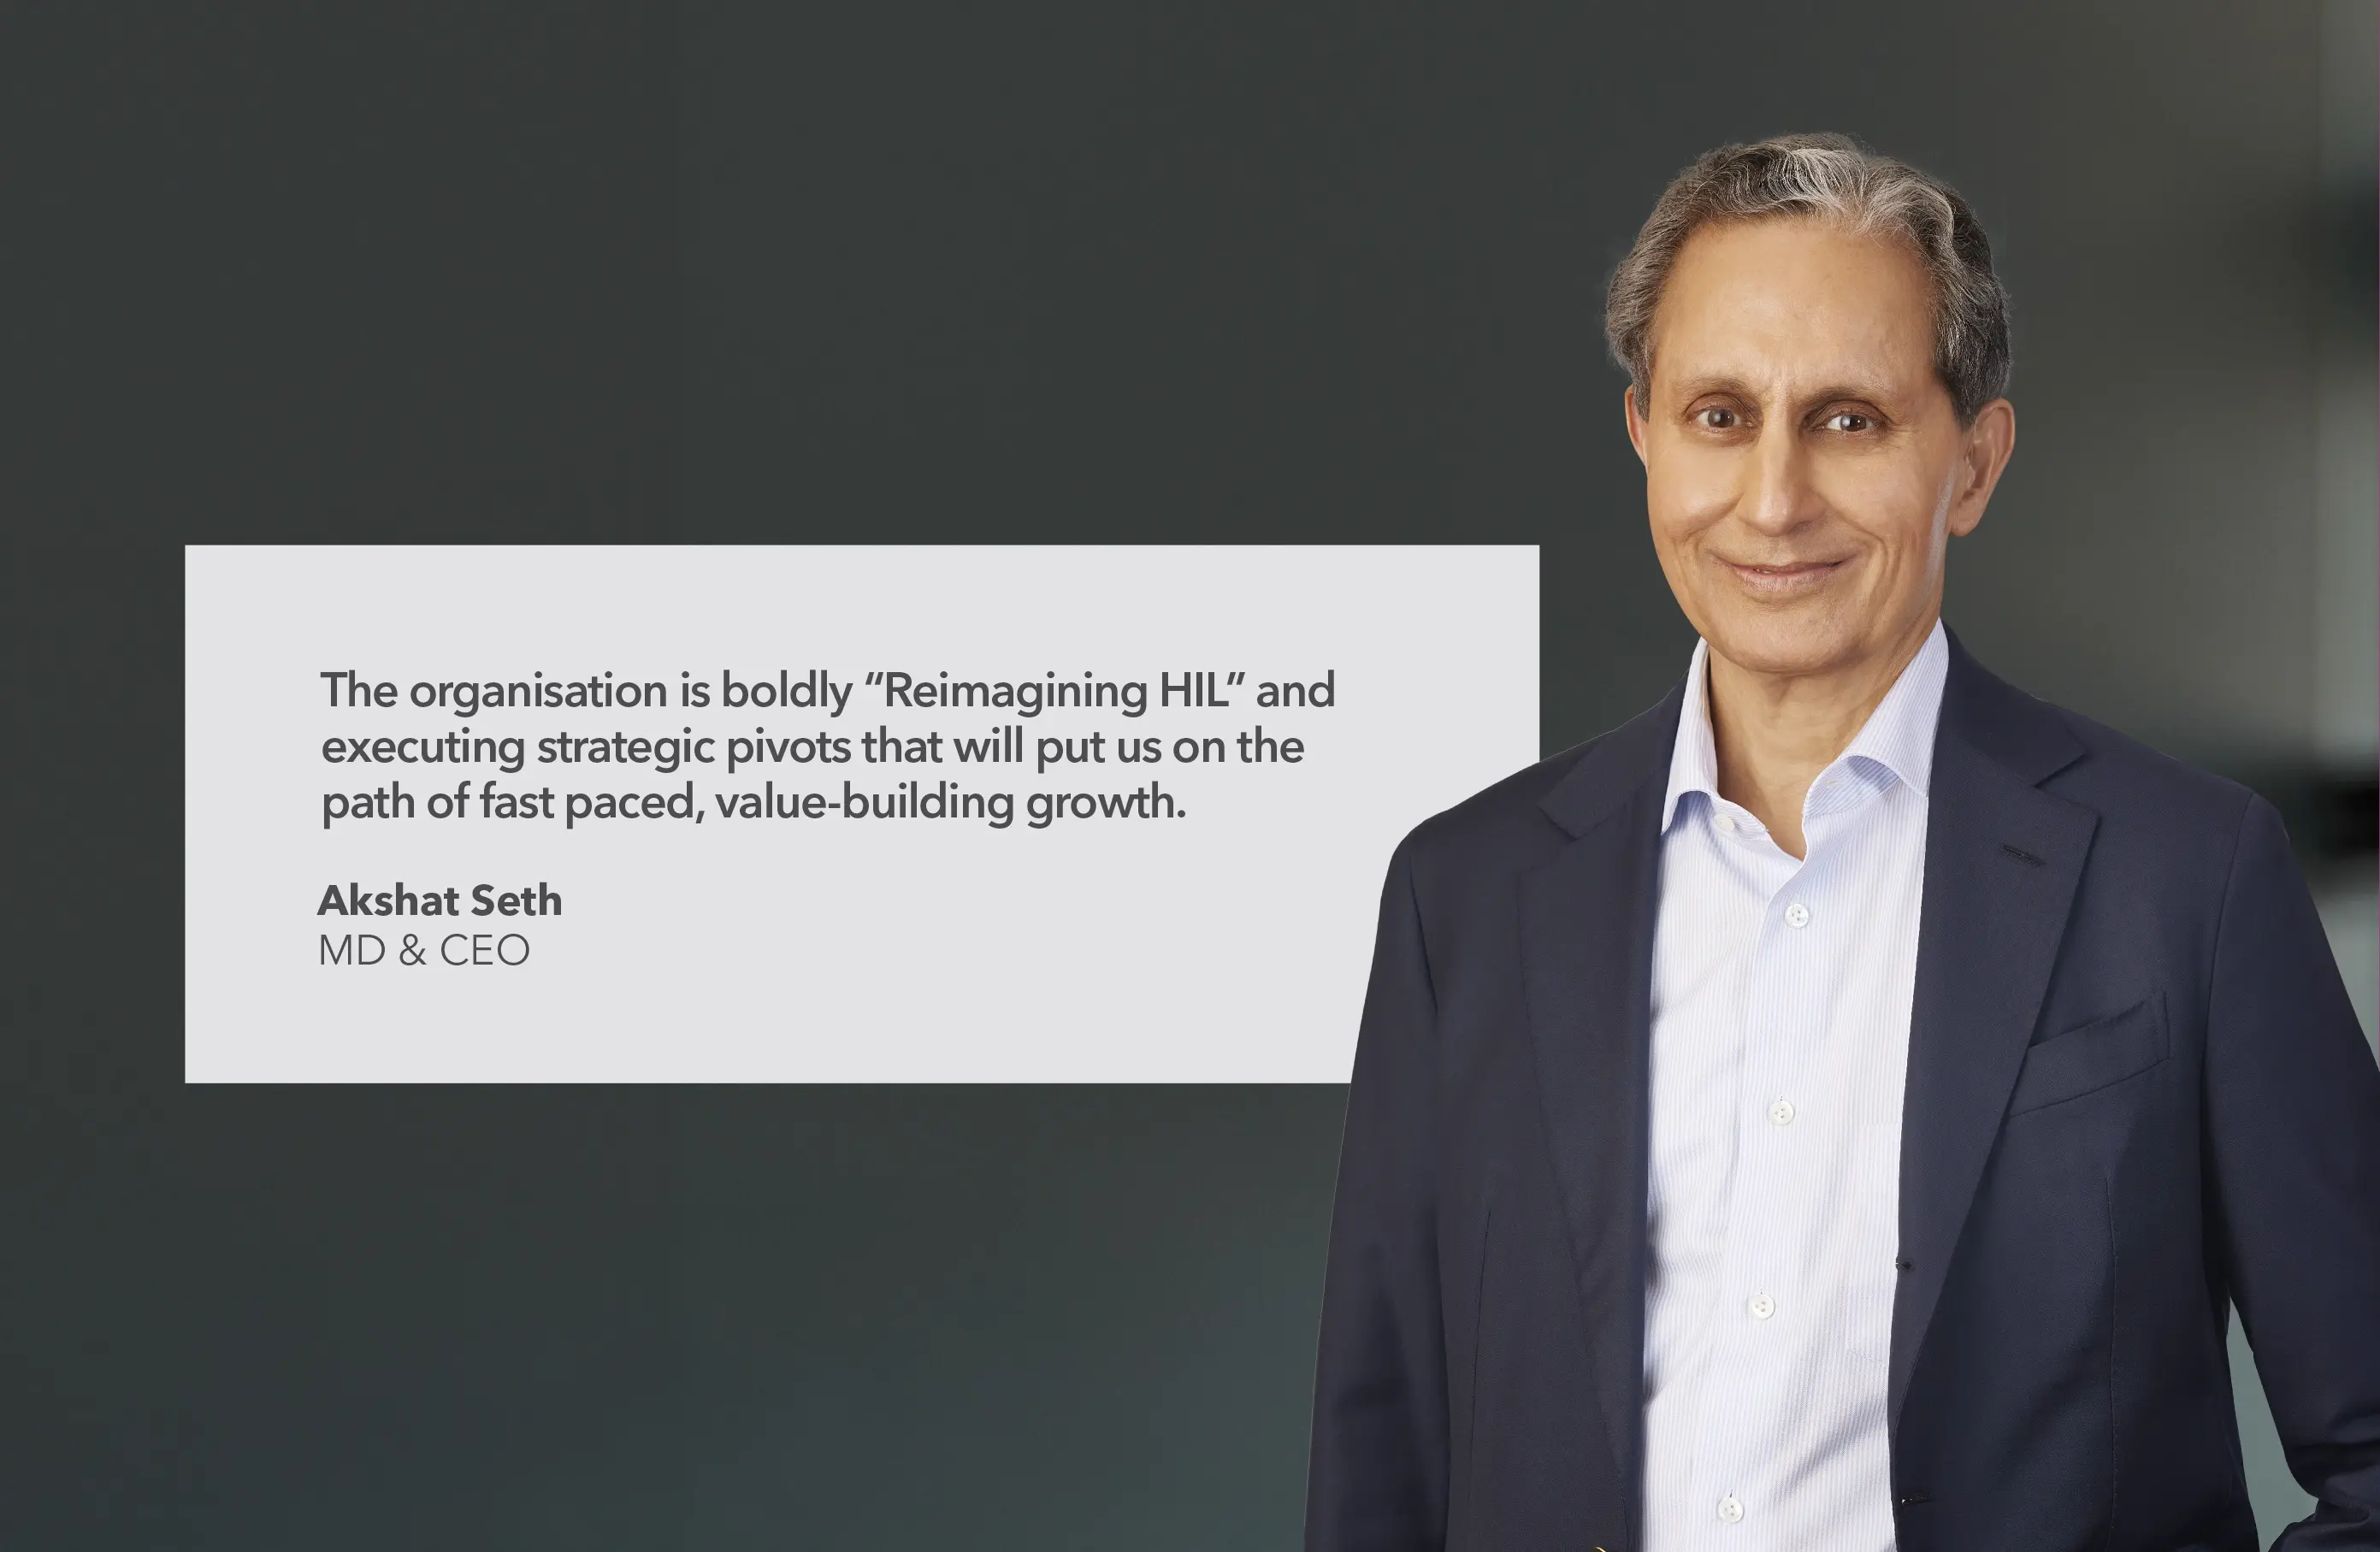 The organisation is boldly “Reimagining HIL” and
executing strategic pivots that will put us on the
path of fast paced, value-building growth.
Akshat Seth
MD & CEO